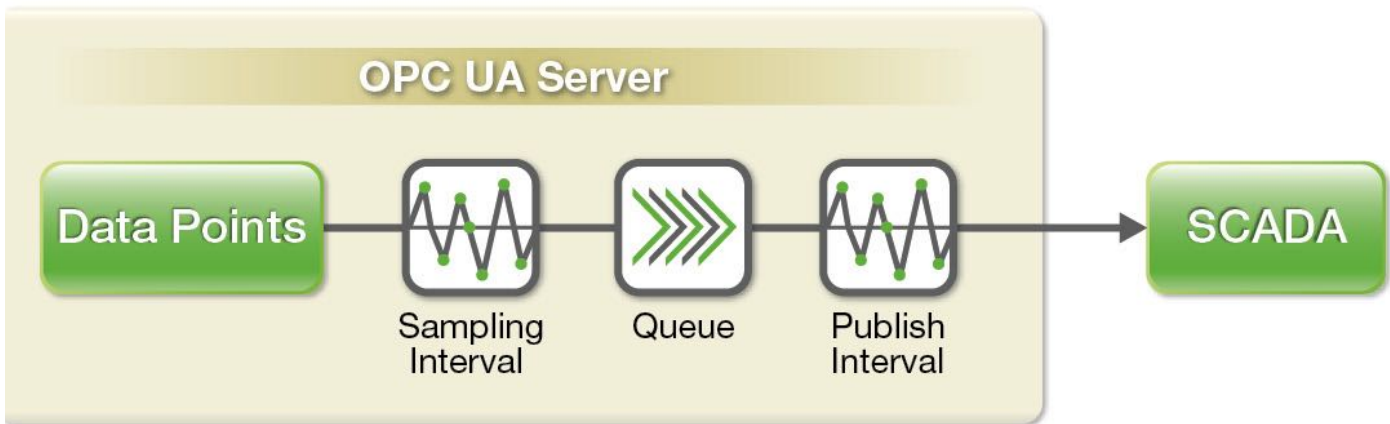 OPC UA Server
Data Points
SCADA
Sampling
Interval
Queue
Publish
Interval